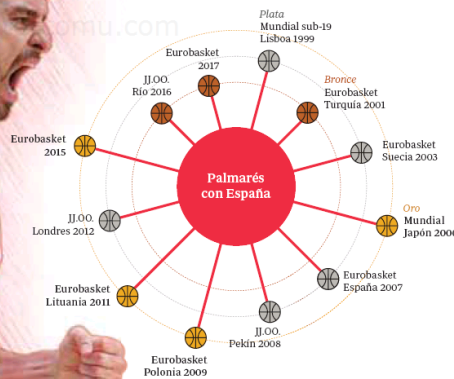 Plata
Mundial sub-19
Lisboa 1999
Bronce
Eurobasket
Turquía 2001
Eurobasket
Suecia 2003
Oro
Mundial
Japón 2006
Eurobasket
España 2007
JJ.OO.
Pekín 2008
Eurobasket
Polonia 2009
Eurobasket
Lituania 2011
JJ.OO.
Londres 2012
Eurobasket
2015
JJ.OO.
Río 2016
Eurobasket
2017
Palmarés
con España